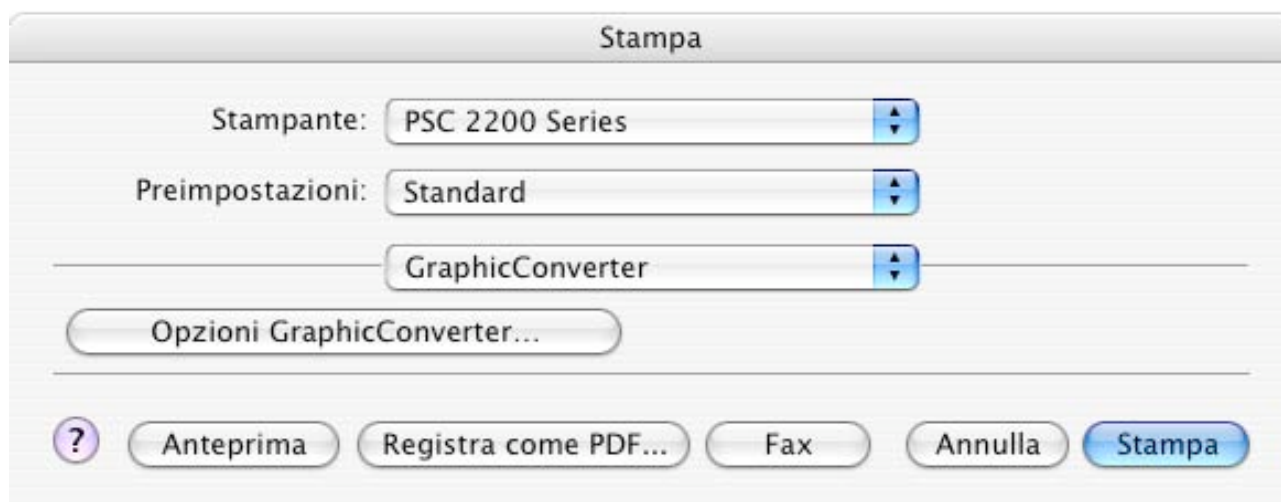 Stampa
Stampante: PSC 2200 Series
Preimpostazioni: Standard
GraphicConverter
Opzioni GraphicConverter...
? Anteprima Registra come PDF... Fax Annulla Stampa